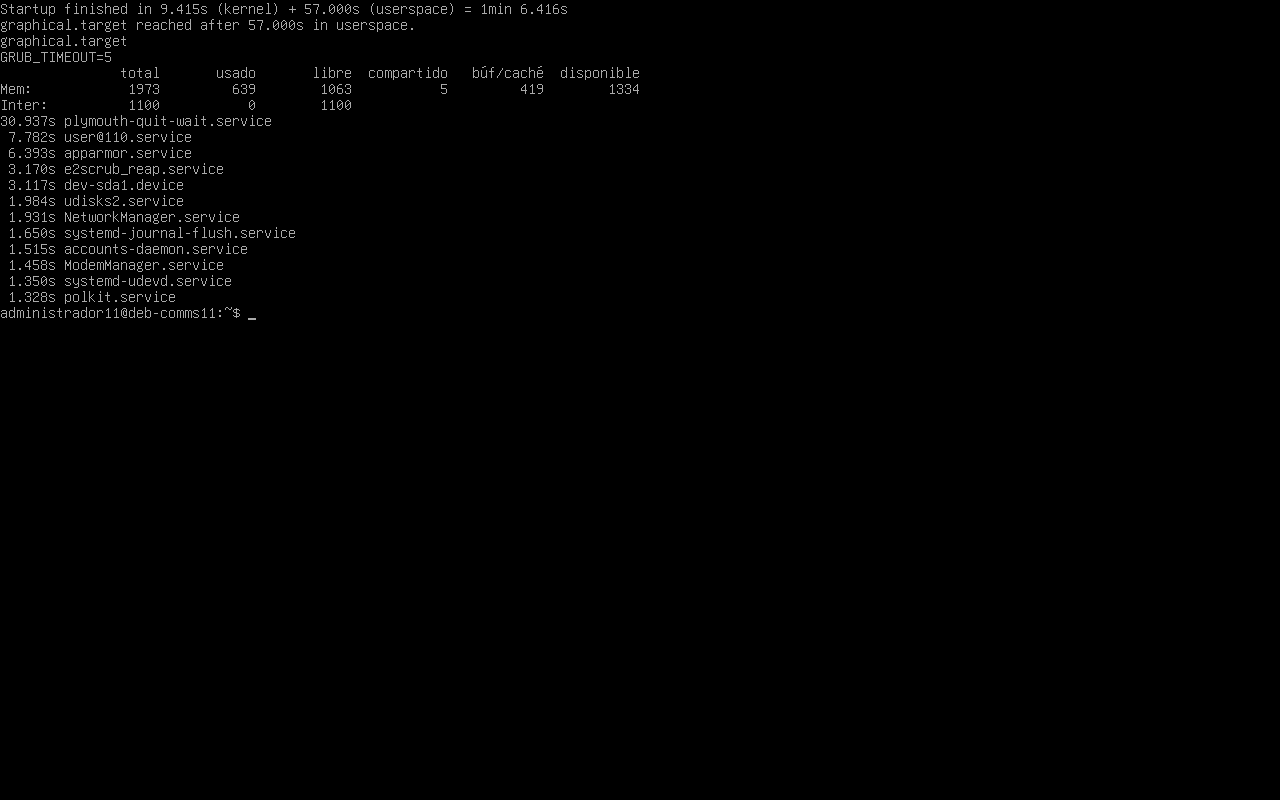 Startup finished in 9.415s (kernel) + 57.000s (userspace) = 1min 6.416s
graphical.target reached after 57.000s in userspace.
graphical.target
GRUB_TIMEOUT=5
               total       usado       libre  compartido   búf/caché  disponible
Mem:            1973         639        1063           5         419        1334
Inter:          1100           0        1100
30.937s plymouth-quit-wait.service
 7.782s user@110.service
 6.393s apparmor.service
 3.170s e2scrub_reap.service
 3.117s dev-sda1.device
 1.984s udisks2.service
 1.931s NetworkManager.service
 1.650s systemd-journal-flush.service
 1.515s accounts-daemon.service
 1.458s ModemManager.service
 1.350s systemd-udevd.service
 1.328s polkit.service
administrador11@deb-comms11:~$ _